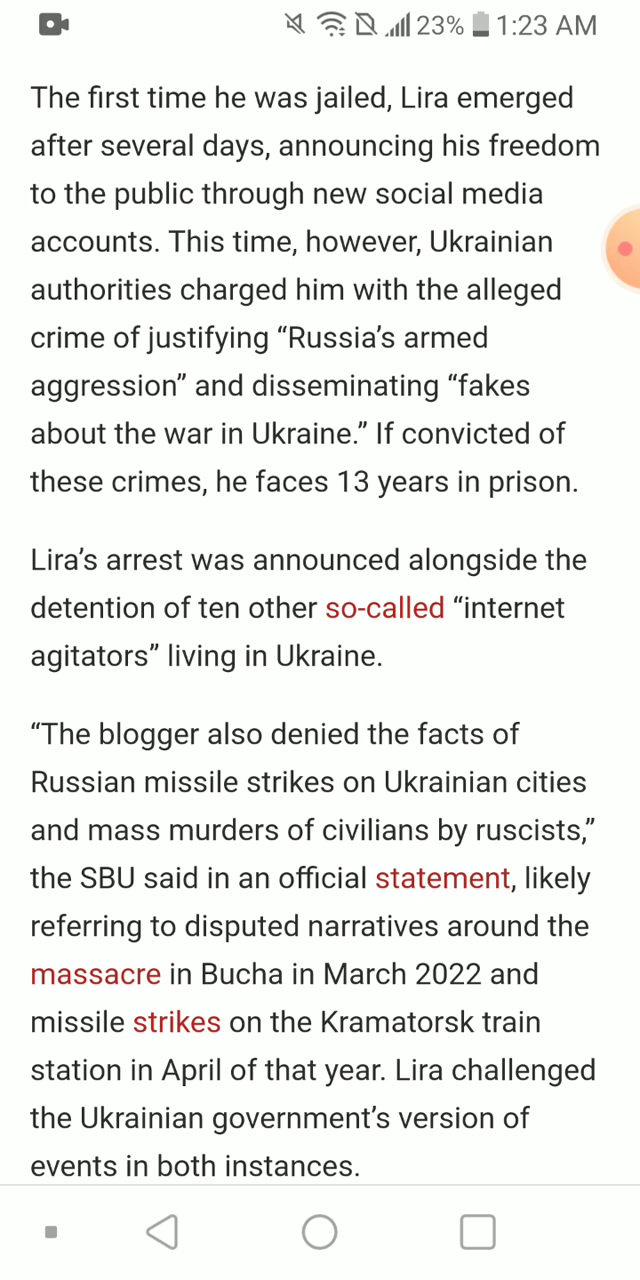 23% 1:23 AM
The first time he was jailed, Lira emerged
after several days, announcing his freedom
to the public through new social media
accounts. This time, however, Ukrainian
authorities charged him with the alleged
crime of justifying “Russia’s armed
aggression” and disseminating “fakes
about the war in Ukraine.” If convicted of
these crimes, he faces 13 years in prison.
Lira’s arrest was announced alongside the
detention of ten other so-called “internet
agitators” living in Ukraine.
“The blogger also denied the facts of
Russian missile strikes on Ukrainian cities
and mass murders of civilians by ruscists,”
the SBU said in an official statement, likely
referring to disputed narratives around the
massacre in Bucha in March 2022 and
missile strikes on the Kramatorsk train
station in April of that year. Lira challenged
the Ukrainian government’s version of
events in both instances.